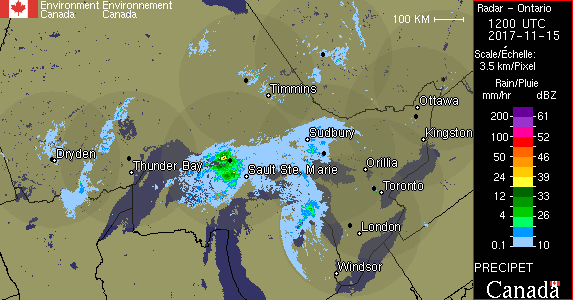 Environment Environnement
Canada Canada
100 KM
Radar - Ontario
1200 UTC
2017-11-15
Scale/Échelle:
3.5 km/Pixel
Rain/Pluie
mm/hr dBZ
200 61
100 52
50 46
24 39
12 33
4 26
1 20
0.1 10
PRECIPET
Canada
Timmins
Ottawa
Sudbury
Kingston
Dryden
Thunder Bay
Sault Ste. Marie
Orillia
Toronto
London
Windsor